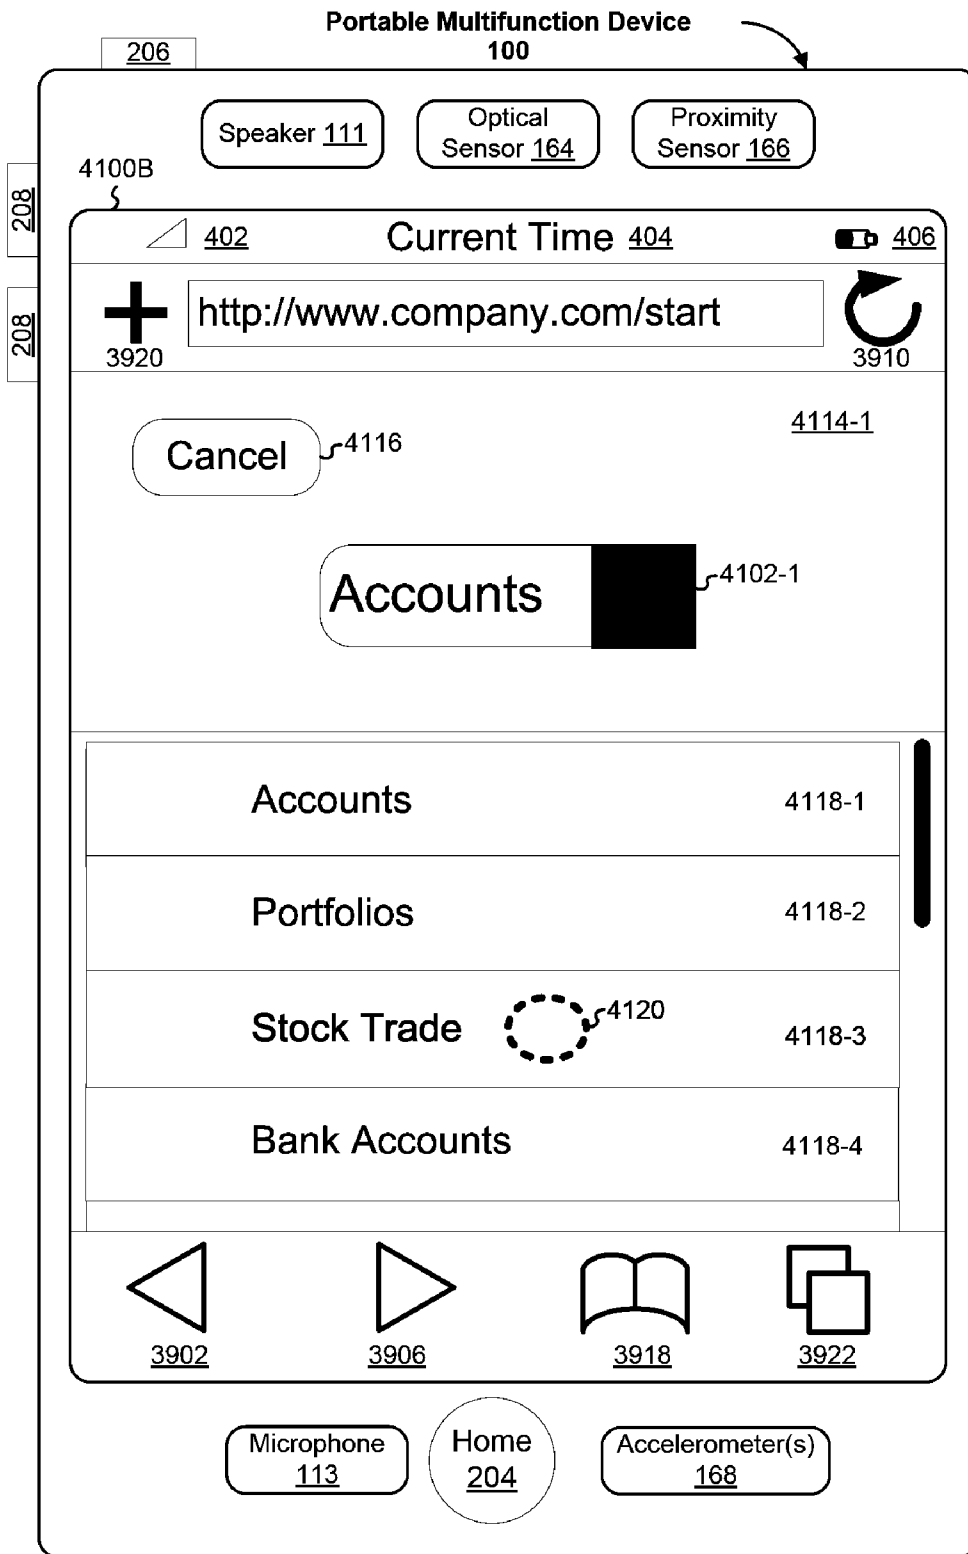 Portable Multifunction Device
100
206
Speaker 111
Optical
Sensor 164
Proximity
Sensor 166
208
208
4100B
402
Current Time 404
406
3920
http://www.company.com/start
3910
4114-1
Cancel
4116
Accounts
4102-1
Accounts
4118-1
Portfolios
4118-2
Stock Trade
4120
4118-3
Bank Accounts
4118-4
3902
3906
3918
3922
Microphone
113
Home
204
Accelerometer(s)
168